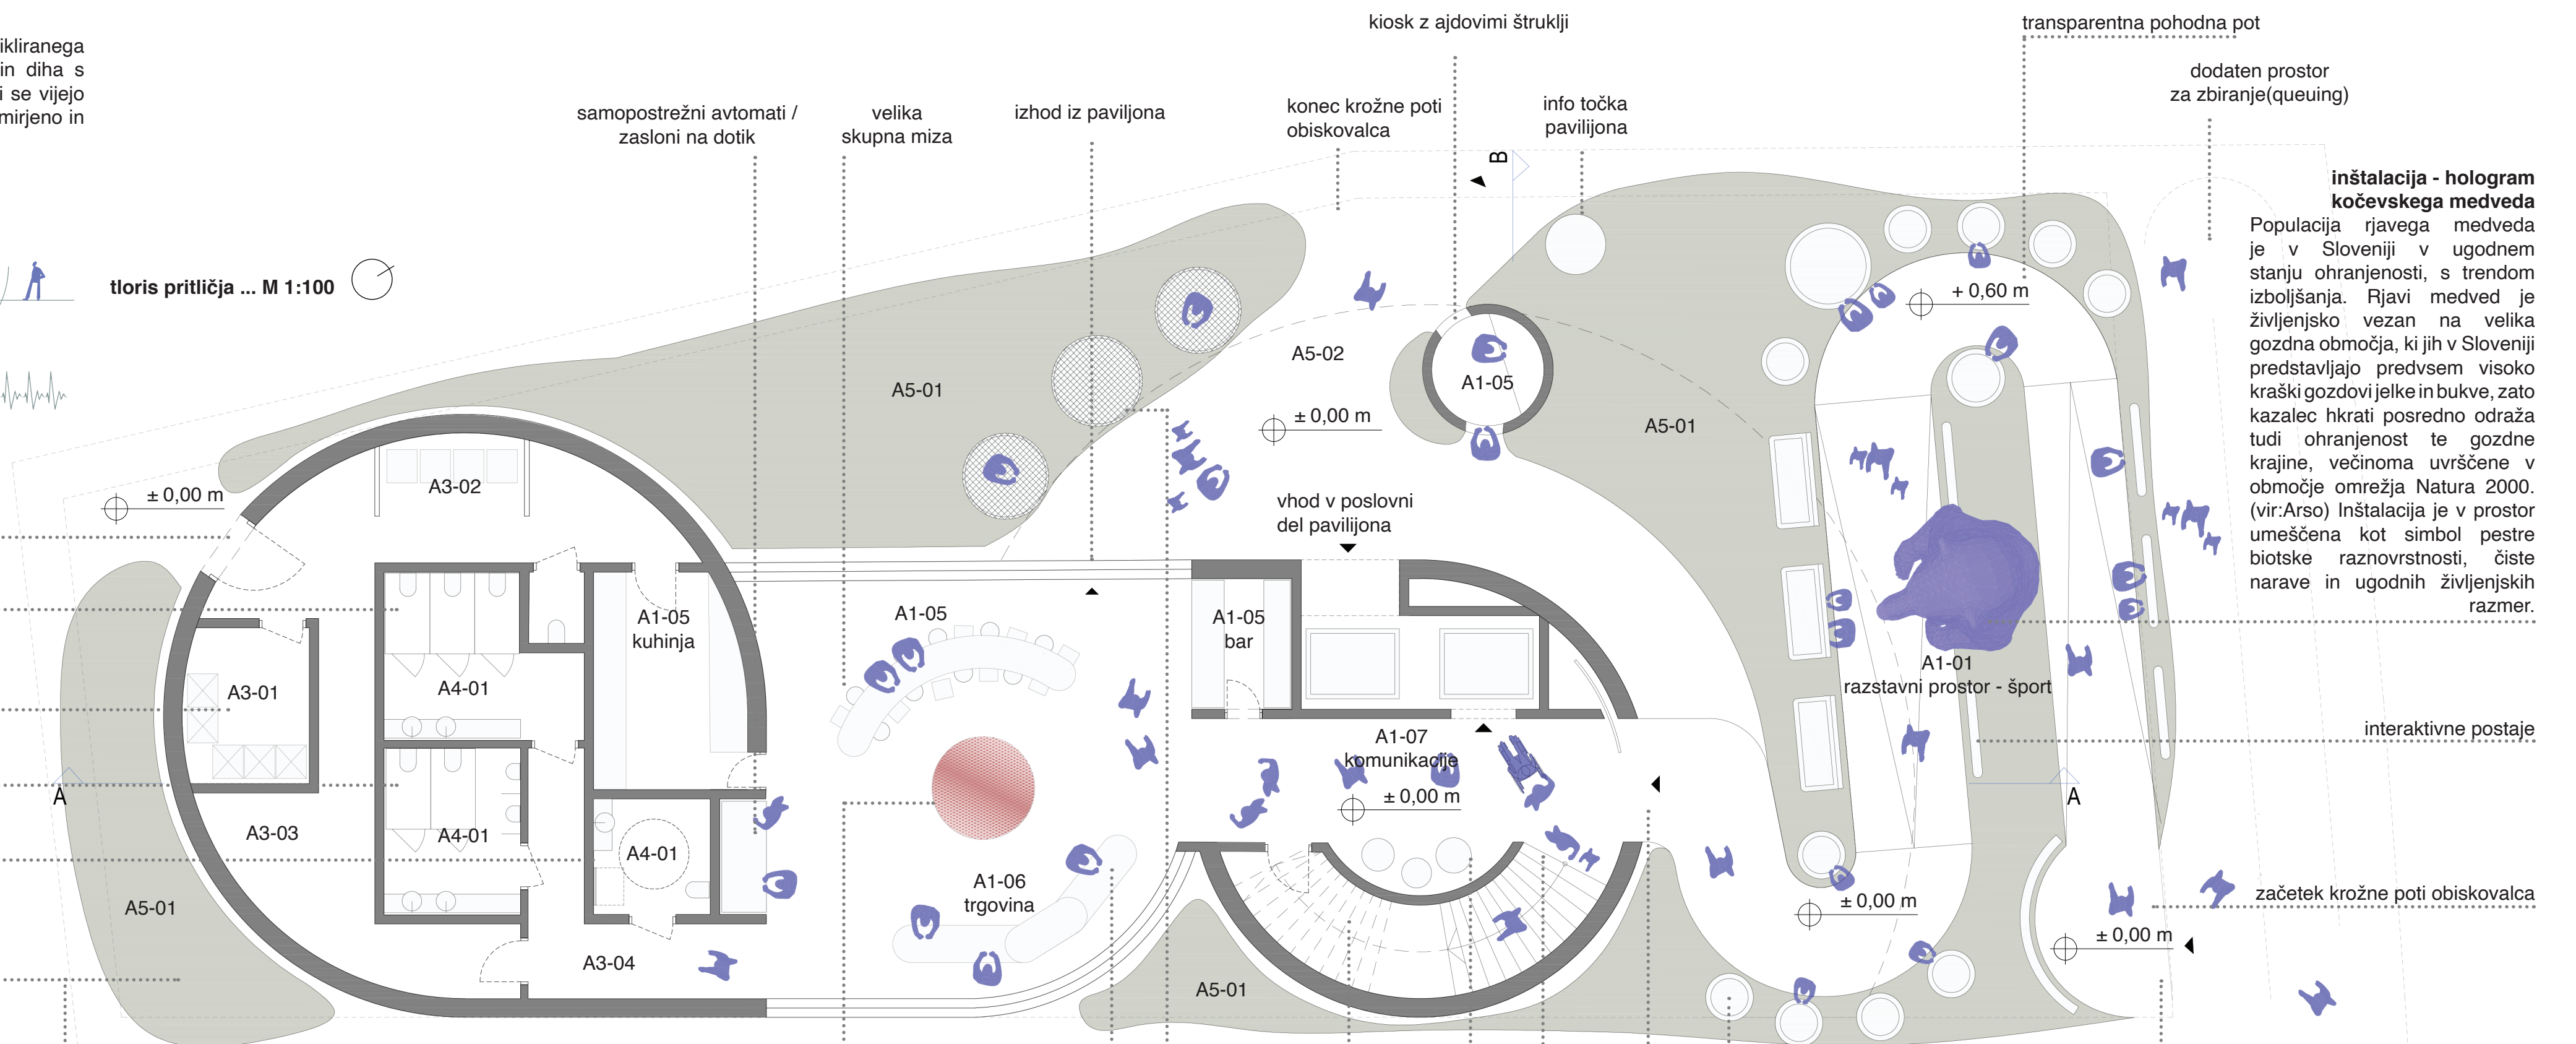 ikliranega
in diha s
i se vijejo
mirjeno in
kiosk z ajdovimi štruklji
transparentna pohodna pot
dodaten prostor
za zbiranje(queuing)
samopostrežni avtomati /
zasloni na dotik
velika
skupna miza
izhod iz paviljona
konec krožne poti
obiskovalca
info točka
pavilijona
B
inštalacija - hologram
kočevskega medveda
Populacija rjavega medveda
je v Sloveniji v ugodnem
stanju ohranjenosti, s trendom
izboljšanja. Rjavi medved je
življenjsko vezan na velika
gozdna območja, ki jih v Sloveniji
predstavljajo predvsem visoko
kraški gozdovi jelke in bukve, zato
kazalec hkrati posredno odraža
tudi ohranjenost te gozdne
krajine, večinoma uvrščene v
območje omrežja Natura 2000.
(vir:Arso) Inštalacija je v prostor
umeščena kot simbol pestre
biotske raznovrstnosti, čiste
narave in ugodnih življenjskih
razmer.
tloris pritličja ... M 1:100
+ 0,60 m
A5-02
A1-05
A5-01
± 0,00 m
A5-01
A3-02
± 0,00 m
vhod v poslovni
del pavilijona
A1-05
kuhinja
A1-05
A1-05
bar
A1-01
razstavni prostor - šport
A3-01
A4-01
A1-07
komunikacije
± 0,00 m
interaktivne postaje
A
A
A3-03
A4-01
A4-01
A1-06
trgovina
A5-01
± 0,00 m
začetek krožne poti obiskovalca
± 0,00 m
A3-04
A5-01